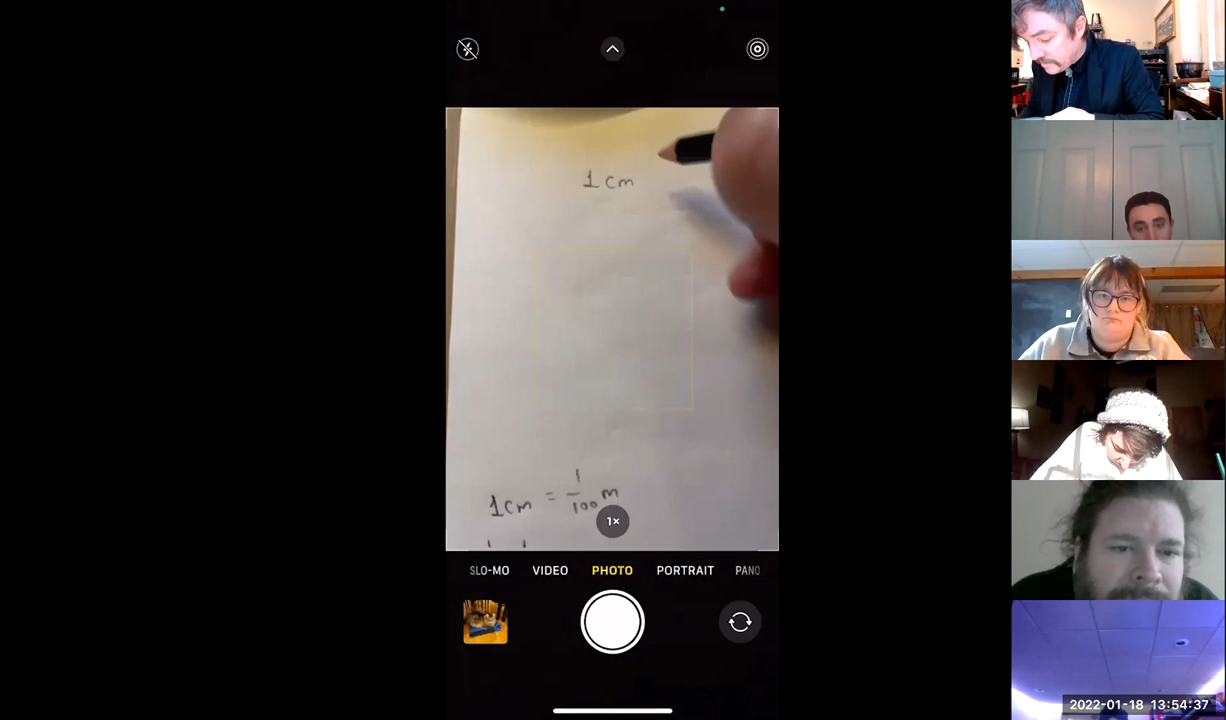 1 cm
1cm = 1/100 m
1×
SLO-MO VIDEO PHOTO PORTRAIT PANO
2022-01-18 13:54:37